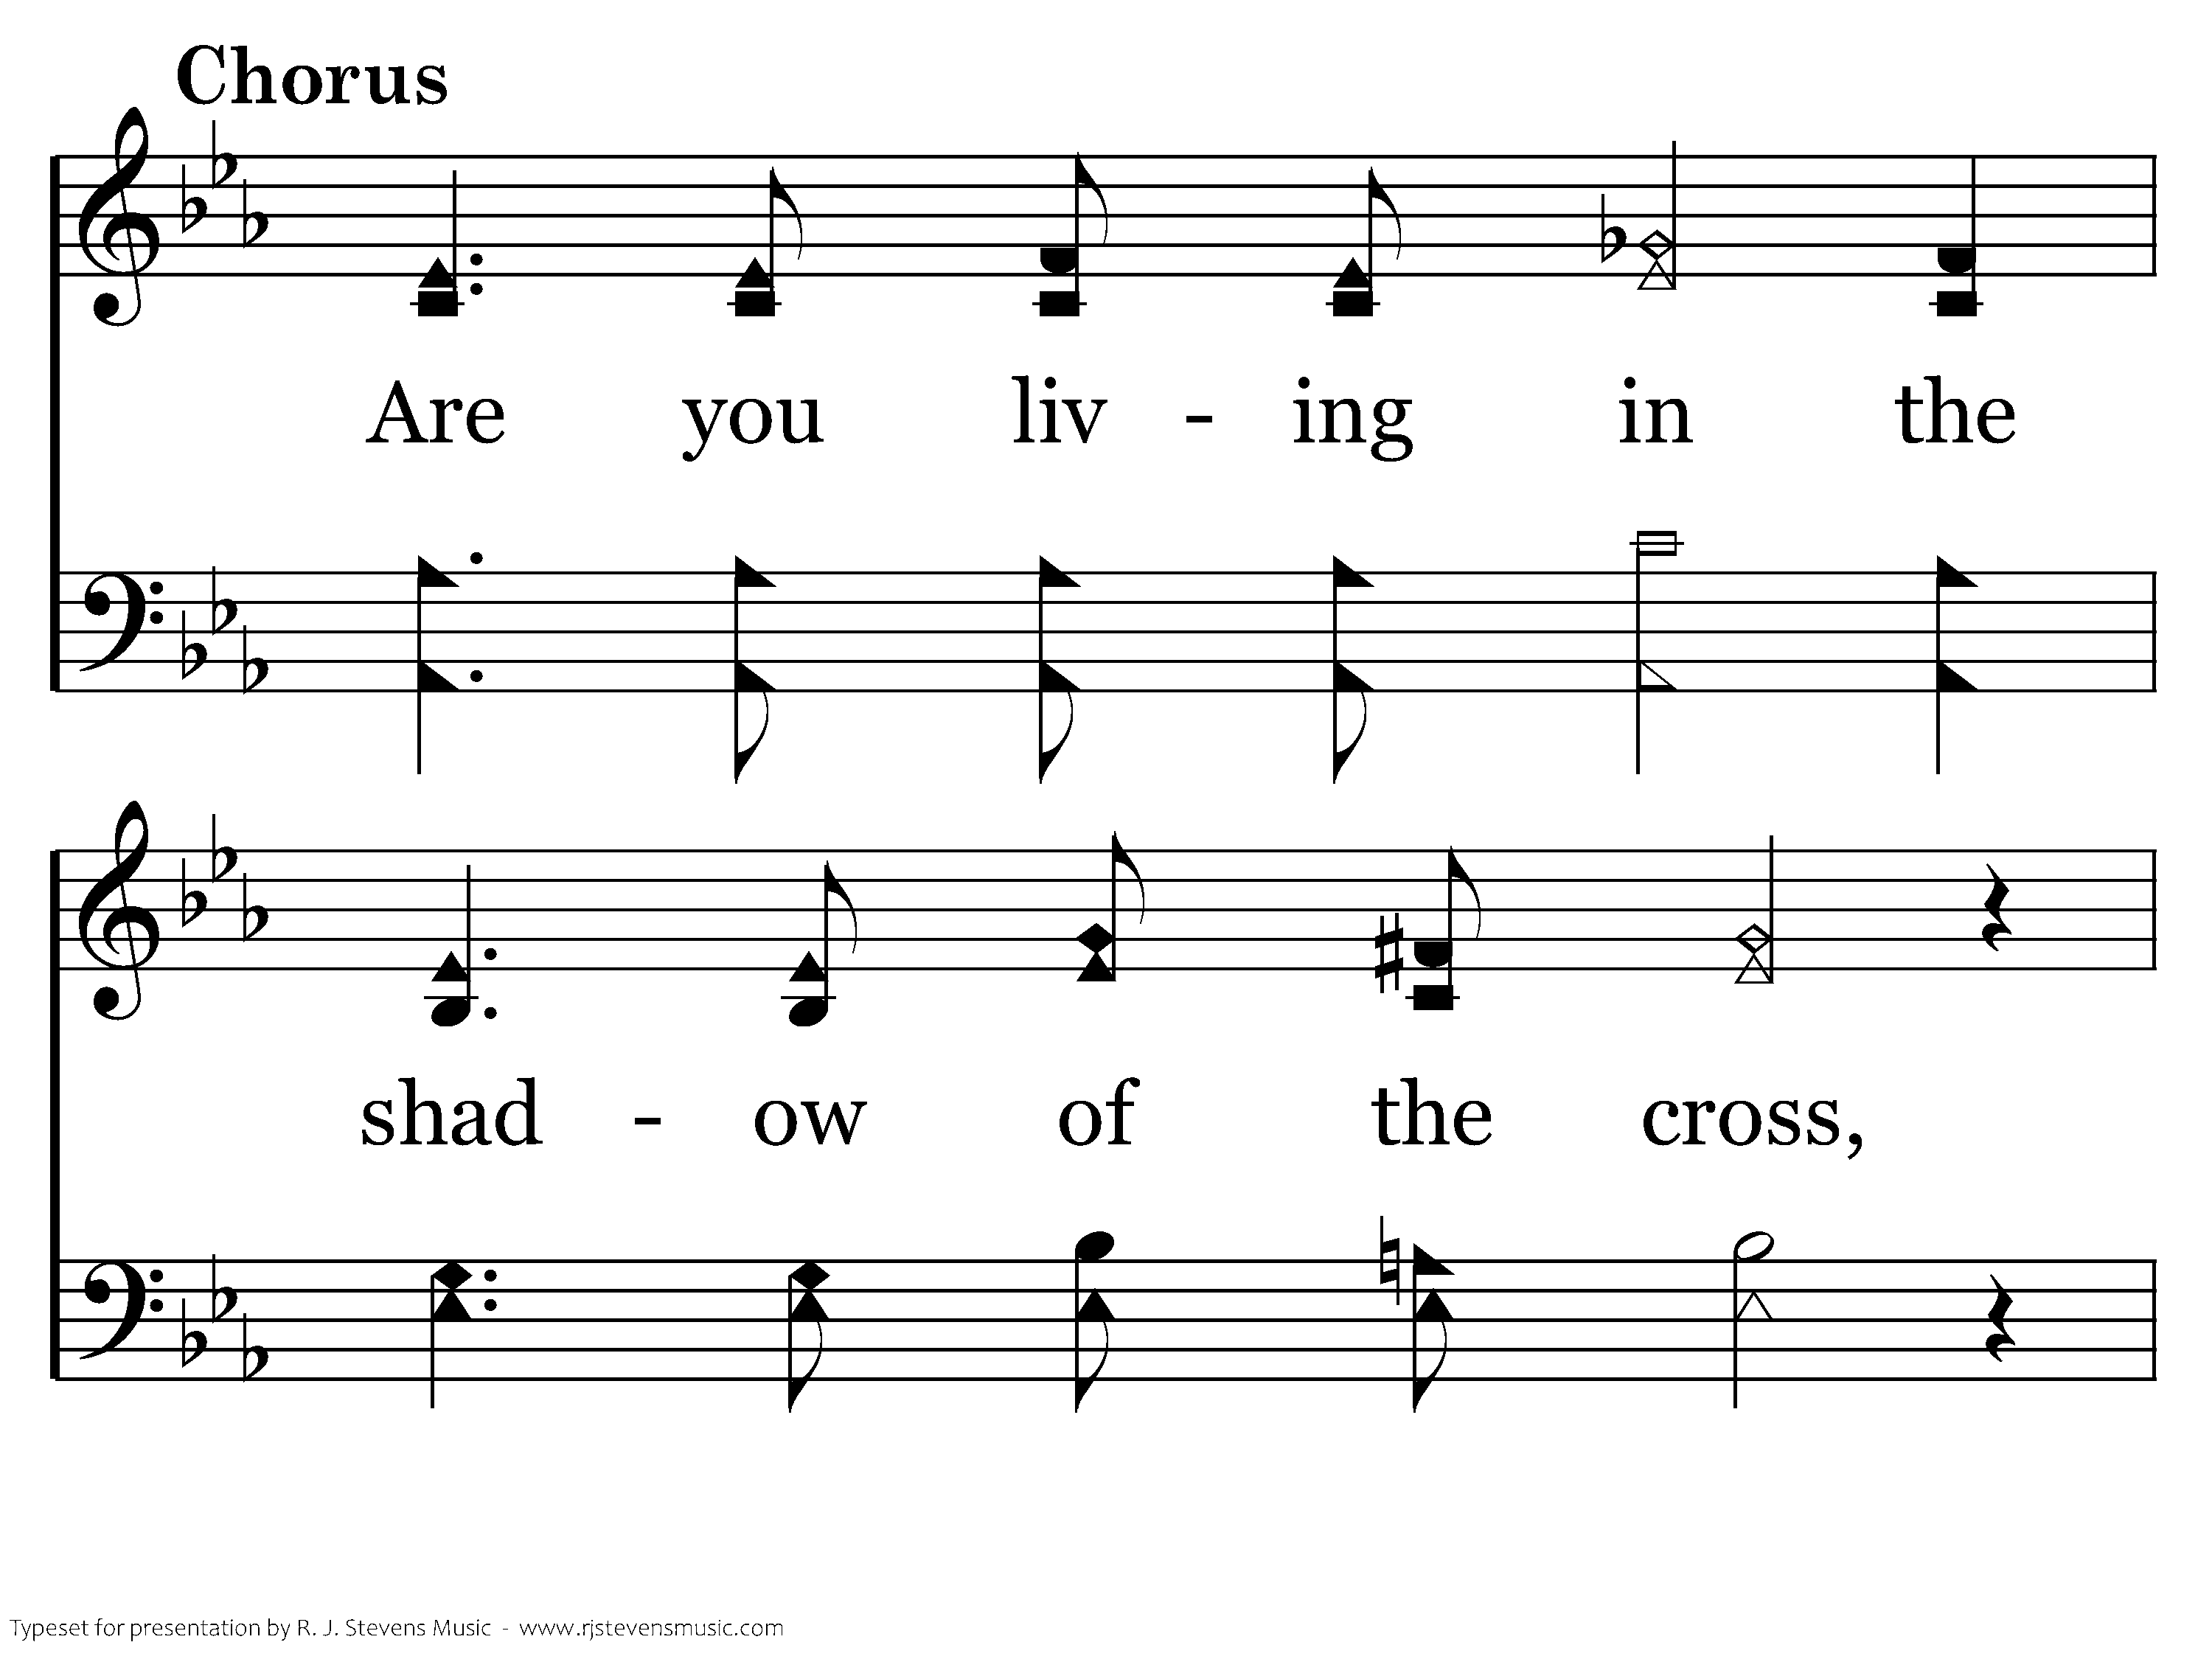 Chorus
Are you liv - ing in the
shad - ow of the cross,
Typeset for presentation by R. J. Stevens Music - www.rjstevensmusic.com